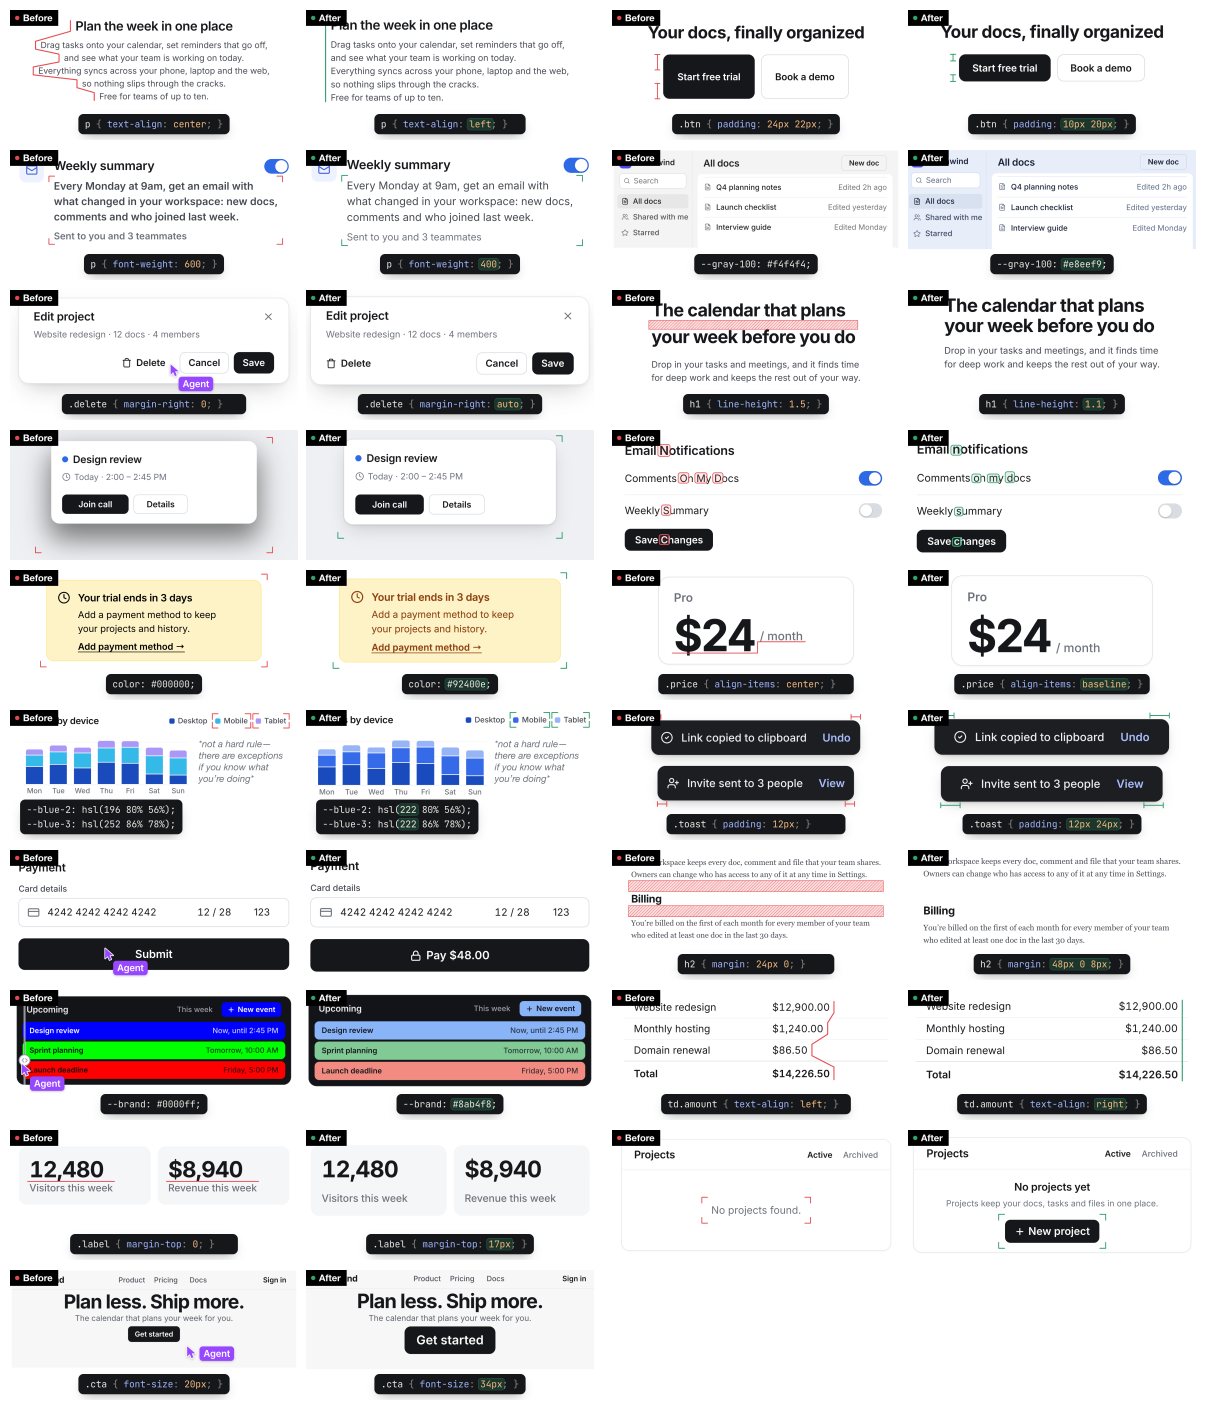 Before
Plan the week in one place
Drag tasks onto your calendar, set reminders that go off,
and see what your team is working on today.
Everything syncs across your phone, laptop and the web,
so nothing slips through the cracks.
Free for teams of up to ten.
p { text-align: center; }
After
Plan the week in one place
Drag tasks onto your calendar, set reminders that go off,
and see what your team is working on today.
Everything syncs across your phone, laptop and the web,
so nothing slips through the cracks.
Free for teams of up to ten.
p { text-align: left; }
Before
Your docs, finally organized
Start free trial
Book a demo
.btn { padding: 24px 22px; }
After
Your docs, finally organized
Start free trial
Book a demo
.btn { padding: 10px 20px; }
Before
Weekly summary
Every Monday at 9am, get an email with
what changed in your workspace: new docs,
comments and who joined last week.
Sent to you and 3 teammates
p { font-weight: 600; }
After
Weekly summary
Every Monday at 9am, get an email with
what changed in your workspace: new docs,
comments and who joined last week.
Sent to you and 3 teammates
p { font-weight: 400; }
Before
wind
All docs
New doc
Search
Q4 planning notes
Edited 2h ago
All docs
Launch checklist
Edited yesterday
Shared with me
Interview guide
Edited Monday
Starred
--gray-100: #f4f4f4;
After
wind
All docs
New doc
Search
Q4 planning notes
Edited 2h ago
All docs
Launch checklist
Edited yesterday
Shared with me
Interview guide
Edited Monday
Starred
--gray-100: #e8eef9;
Before
Edit project
Website redesign · 12 docs · 4 members
Delete
Cancel
Save
Agent
.delete { margin-right: 0; }
After
Edit project
Website redesign · 12 docs · 4 members
Delete
Cancel
Save
.delete { margin-right: auto; }
Before
The calendar that plans
your week before you do
Drop in your tasks and meetings, and it finds time
for deep work and keeps the rest out of your way.
h1 { line-height: 1.5; }
After
The calendar that plans
your week before you do
Drop in your tasks and meetings, and it finds time
for deep work and keeps the rest out of your way.
h1 { line-height: 1.1; }
Before
Design review
Today · 2:00 – 2:45 PM
Join call
Details
After
Design review
Today · 2:00 – 2:45 PM
Join call
Details
Before
Email Notifications
Comments On My Docs
Weekly Summary
Save Changes
After
Email notifications
Comments on my docs
Weekly summary
Save changes
Before
Your trial ends in 3 days
Add a payment method to keep
your projects and history.
Add payment method →
color: #000000;
After
Your trial ends in 3 days
Add a payment method to keep
your projects and history.
Add payment method →
color: #92400e;
Before
Pro
$24 / month
.price { align-items: center; }
After
Pro
$24 / month
.price { align-items: baseline; }
Before
by device
Desktop
Mobile
Tablet
"not a hard rule—
there are exceptions
if you know what
you're doing"
Mon Tue Wed Thu Fri Sat Sun
--blue-2: hsl(196 80% 56%);
--blue-3: hsl(252 86% 78%);
After
s by device
Desktop
Mobile
Tablet
"not a hard rule—
there are exceptions
if you know what
you're doing"
Mon Tue Wed Thu Fri Sat Sun
--blue-2: hsl(222 80% 56%);
--blue-3: hsl(222 86% 78%);
Before
Link copied to clipboard
Undo
Invite sent to 3 people
View
.toast { padding: 12px; }
After
Link copied to clipboard
Undo
Invite sent to 3 people
View
.toast { padding: 12px 24px; }
Before
Payment
Card details
4242 4242 4242 4242
12 / 28
123
Submit
Agent
After
Payment
Card details
4242 4242 4242 4242
12 / 28
123
Pay $48.00
Before
rkspace keeps every doc, comment and file that your team shares.
Owners can change who has access to any of it at any time in Settings.
Billing
You're billed on the first of each month for every member of your team
who edited at least one doc in the last 30 days.
h2 { margin: 24px 0; }
After
orkspace keeps every doc, comment and file that your team shares.
Owners can change who has access to any of it at any time in Settings.
Billing
You're billed on the first of each month for every member of your team
who edited at least one doc in the last 30 days.
h2 { margin: 48px 0 8px; }
Before
Upcoming
This week
+ New event
Design review
Now, until 2:45 PM
Sprint planning
Tomorrow, 10:00 AM
Launch deadline
Friday, 5:00 PM
Agent
--brand: #0000ff;
After
Upcoming
This week
+ New event
Design review
Now, until 2:45 PM
Sprint planning
Tomorrow, 10:00 AM
Launch deadline
Friday, 5:00 PM
--brand: #8ab4f8;
Before
Website redesign
$12,900.00
Monthly hosting
$1,240.00
Domain renewal
$86.50
Total
$14,226.50
td.amount { text-align: left; }
After
Website redesign
$12,900.00
Monthly hosting
$1,240.00
Domain renewal
$86.50
Total
$14,226.50
td.amount { text-align: right; }
Before
12,480
Visitors this week
$8,940
Revenue this week
.label { margin-top: 0; }
After
12,480
Visitors this week
$8,940
Revenue this week
.label { margin-top: 17px; }
Before
Projects
Active
Archived
No projects found.
After
Projects
Active
Archived
No projects yet
Projects keep your docs, tasks and files in one place.
+ New project
Before
nd
Product
Pricing
Docs
Sign in
Plan less. Ship more.
The calendar that plans your week for you.
Get started
Agent
.cta { font-size: 20px; }
After
nd
Product
Pricing
Docs
Sign in
Plan less. Ship more.
The calendar that plans your week for you.
Get started
.cta { font-size: 34px; }